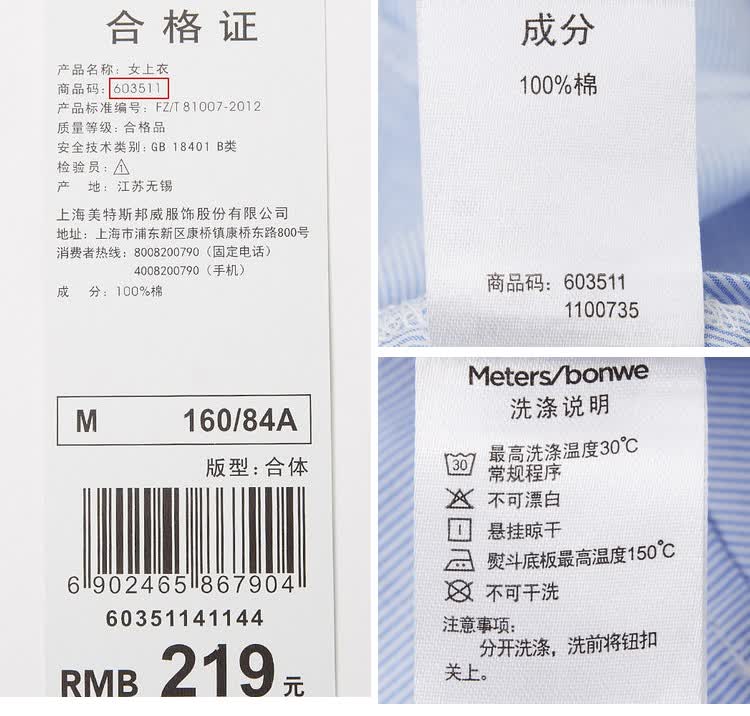 合格证
产品名称: 女上衣
商品码: 603511
产品标准编号: FZ/T 81007-2012
质量等级: 合格品
安全技术类别: GB 18401 B类
检验员: 1
产 地: 江苏无锡
上海美特斯邦威服饰股份有限公司
地址: 上海市浦东新区康桥镇康桥东路800号
消费者热线: 8008200790（固定电话）
4008200790（手机）
成 分: 100%棉
M 160/84A
版型: 合体
6 902465 867904
60351141144
RMB 219元
成分
100%棉
商品码: 603511
1100735
Meters/bonwe
洗涤说明
30 最高洗涤温度30℃
常规程序
不可漂白
悬挂晾干
熨斗底板最高温度150℃
不可干洗
注意事项:
分开洗涤, 洗前将钮扣
关上。